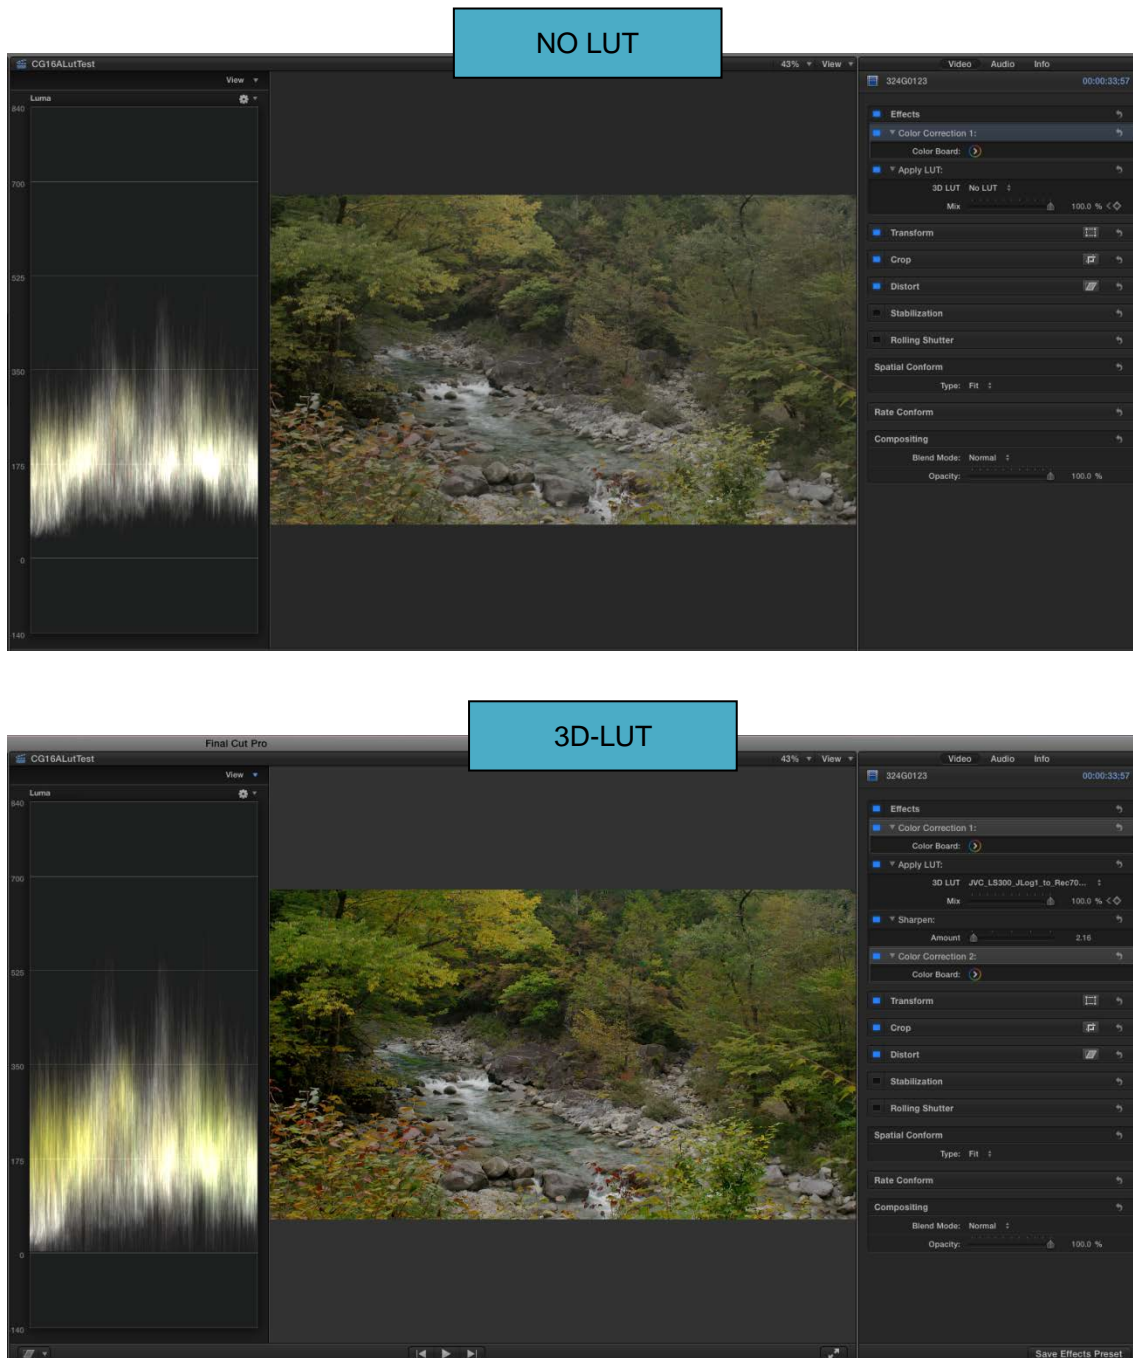 NO LUT
CG16ALutTest 43% View Video Audio Info
View 324G0123 00:00:33;57
Luma
840
Effects
Color Correction 1:
Color Board:
Apply LUT:
700
3D LUT No LUT
Mix 100.0 %
Transform
Crop
525
Distort
Stabilization
Rolling Shutter
350
Spatial Conform
Type: Fit
Rate Conform
Compositing
Blend Mode: Normal
175
Opacity: 100.0 %
0
140
3D-LUT
Final Cut Pro
CG16ALutTest 43% View Video Audio Info
View 324G0123 00:00:33;57
Luma
840
Effects
Color Correction 1:
Color Board:
Apply LUT:
700
3D LUT JVC_LS300_JLog1_to_Rec70...
Mix 100.0 %
Sharpen:
Amount 2.16
Color Correction 2:
525
Color Board:
Transform
Crop
Distort
350
Stabilization
Rolling Shutter
Spatial Conform
Type: Fit
175
Rate Conform
Compositing
Blend Mode: Normal
Opacity: 100.0 %
0
140
Save Effects Preset